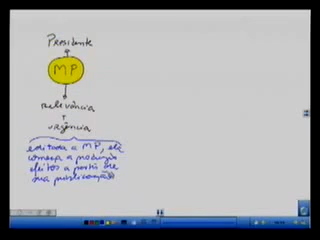 Presidente
MP
relevância
+
urgência
editada a MP, ela
começa a produzir
efeitos a partir de
sua publicação